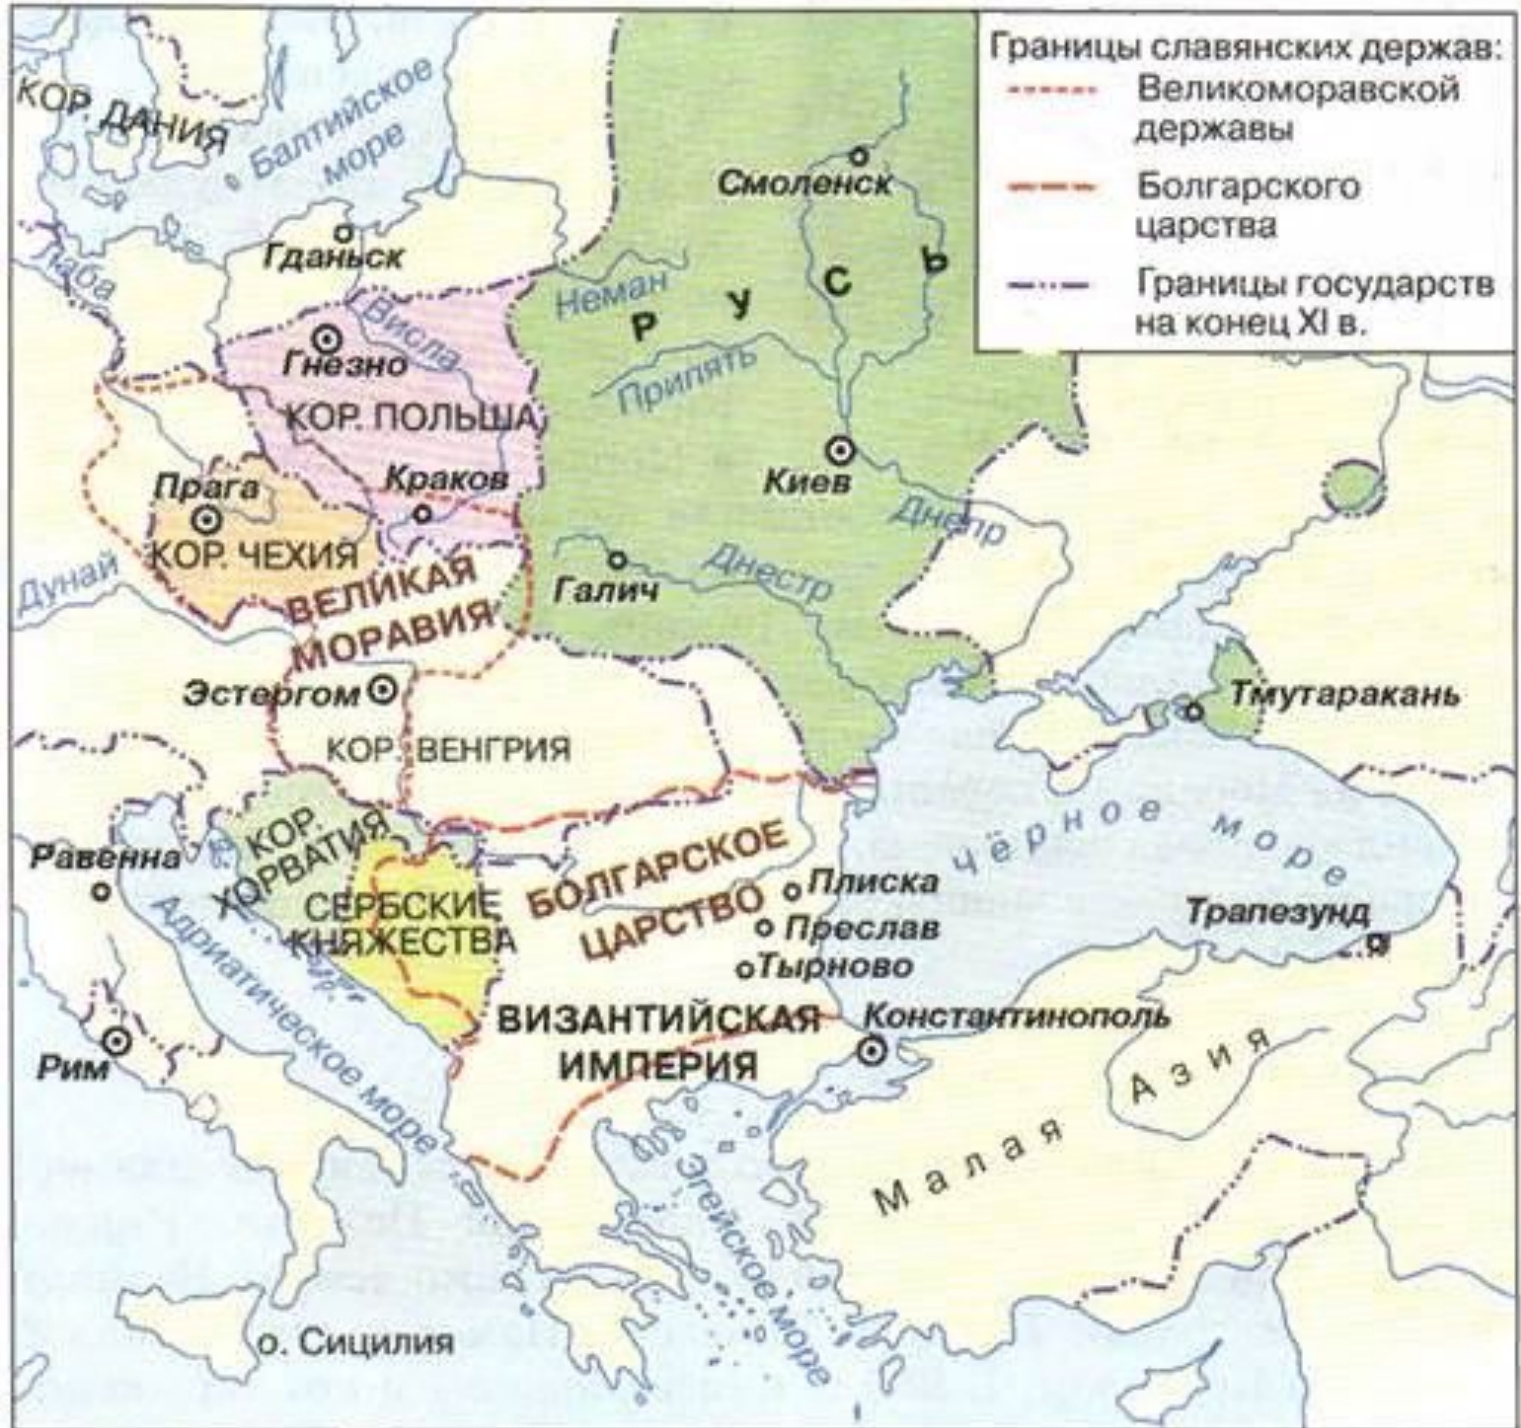 Границы славянских держав:
Великоморавской
державы
Болгарского
царства
Границы государств
на конец XI в.
КОР. ДАНИЯ
Балтийское
море
Смоленск
Гданьск
Лаба
Неман
РУСЬ
Висла
Гнезно
Припять
КОР. ПОЛЬША
Прага
Краков
Киев
Днепр
КОР. ЧЕХИЯ
Дунай
ВЕЛИКАЯ
МОРАВИЯ
Галич
Днестр
Эстергом
Тмутаракань
КОР. ВЕНГРИЯ
КОР.
ХОРВАТИЯ
Равенна
СЕРБСКИЕ
КНЯЖЕСТВА
БОЛГАРСКОЕ
ЦАРСТВО
Плиска
Преслав
Тырново
Чёрное море
Трапезунд
Адриатическое море
ВИЗАНТИЙСКАЯ
ИМПЕРИЯ
Константинополь
Рим
Малая Азия
Эгейское море
о. Сицилия